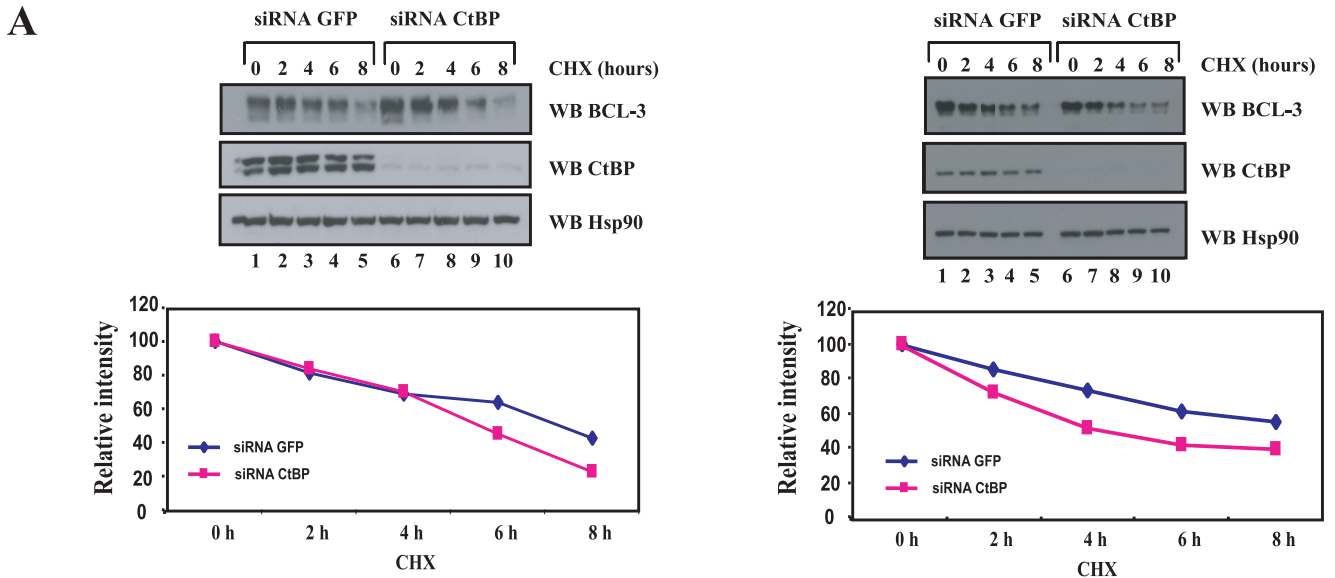 A
siRNA GFP siRNA CtBP
0 2 4 6 8 0 2 4 6 8 CHX (hours)
WB BCL-3
WB CtBP
WB Hsp90
1 2 3 4 5 6 7 8 9 10
120
100
80
60
40
20
0
Relative intensity
siRNA GFP
siRNA CtBP
0 h 2 h 4 h 6 h 8 h
CHX
siRNA GFP siRNA CtBP
0 2 4 6 8 0 2 4 6 8 CHX (hours)
WB BCL-3
WB CtBP
WB Hsp90
1 2 3 4 5 6 7 8 9 10
120
100
80
60
40
20
0
Relative intensity
siRNA GFP
siRNA CtBP
0 h 2 h 4 h 6 h 8 h
CHX